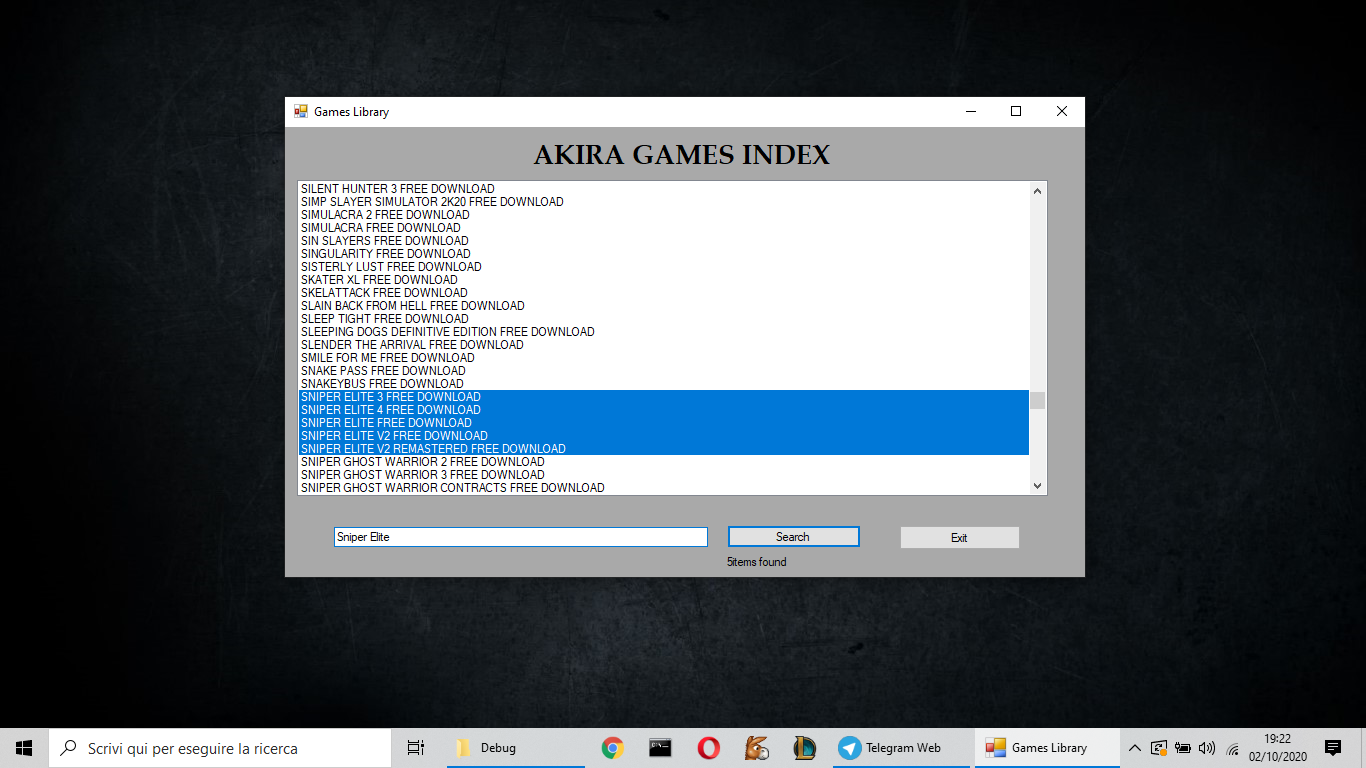 Games Library
AKIRA GAMES INDEX
SILENT HUNTER 3 FREE DOWNLOAD
SIMP SLAYER SIMULATOR 2K20 FREE DOWNLOAD
SIMULACRA 2 FREE DOWNLOAD
SIMULACRA FREE DOWNLOAD
SIN SLAYERS FREE DOWNLOAD
SINGULARITY FREE DOWNLOAD
SISTERLY LUST FREE DOWNLOAD
SKATER XL FREE DOWNLOAD
SKELATTACK FREE DOWNLOAD
SLAIN BACK FROM HELL FREE DOWNLOAD
SLEEP TIGHT FREE DOWNLOAD
SLEEPING DOGS DEFINITIVE EDITION FREE DOWNLOAD
SLENDER THE ARRIVAL FREE DOWNLOAD
SMILE FOR ME FREE DOWNLOAD
SNAKE PASS FREE DOWNLOAD
SNAKEYBUS FREE DOWNLOAD
SNIPER ELITE 3 FREE DOWNLOAD
SNIPER ELITE 4 FREE DOWNLOAD
SNIPER ELITE FREE DOWNLOAD
SNIPER ELITE V2 FREE DOWNLOAD
SNIPER ELITE V2 REMASTERED FREE DOWNLOAD
SNIPER GHOST WARRIOR 2 FREE DOWNLOAD
SNIPER GHOST WARRIOR 3 FREE DOWNLOAD
SNIPER GHOST WARRIOR CONTRACTS FREE DOWNLOAD
Sniper Elite
Search
Exit
5items found
Scrivi qui per eseguire la ricerca
Debug
Telegram Web
Games Library
19:22
02/10/2020